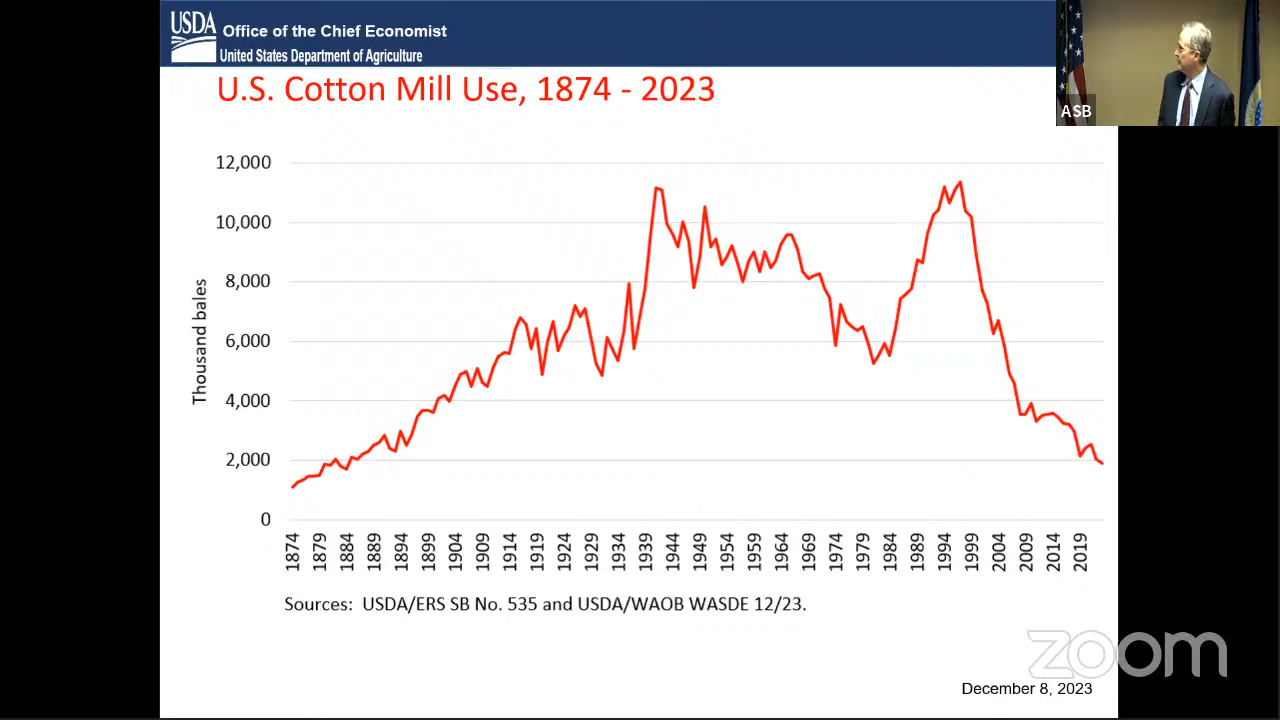 USDA Office of the Chief Economist
United States Department of Agriculture
U.S. Cotton Mill Use, 1874 - 2023
ASB
12,000
10,000
8,000
6,000
4,000
2,000
0
Thousand bales
1874 1879 1884 1889 1894 1899 1904 1909 1914 1919 1924 1929 1934 1939 1944 1949 1954 1959 1964 1969 1974 1979 1984 1989 1994 1999 2004 2009 2014 2019
Sources: USDA/ERS SB No. 535 and USDA/WAOB WASDE 12/23.
zoom
December 8, 2023